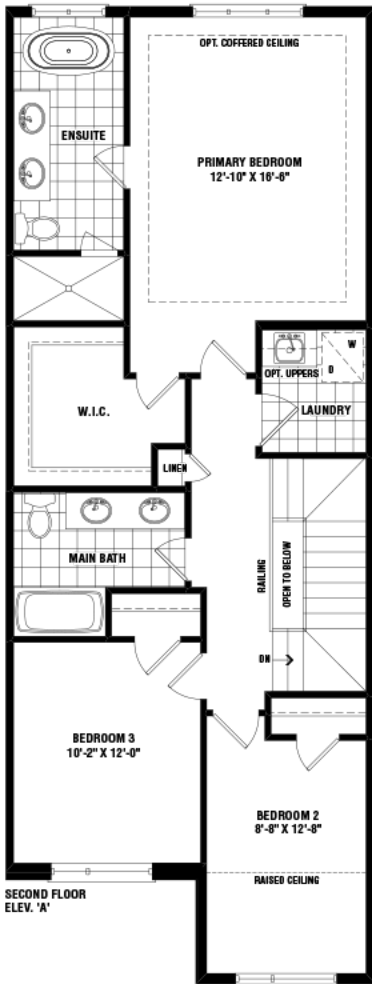 OPT. COFFERED CEILING
ENSUITE
PRIMARY BEDROOM
12'-10" X 16'-6"
W
D
OPT. UPPERS
LAUNDRY
W.I.C.
LINEN
MAIN BATH
RAILING
OPEN TO BELOW
DN
BEDROOM 3
10'-2" X 12'-0"
BEDROOM 2
8'-8" X 12'-8"
RAISED CEILING
SECOND FLOOR
ELEV. 'A'